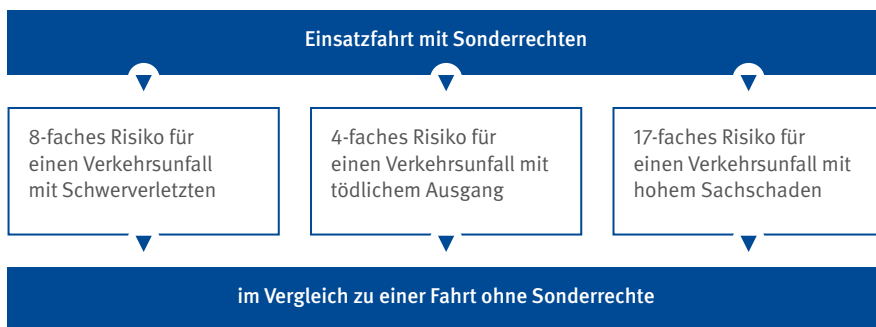 Einsatzfahrt mit Sonderrechten
8-faches Risiko für
einen Verkehrsunfall
mit Schwerverletzten
4-faches Risiko für
einen Verkehrsunfall mit
tödlichem Ausgang
17-faches Risiko für
einen Verkehrsunfall mit
hohem Sachschaden
im Vergleich zu einer Fahrt ohne Sonderrechte